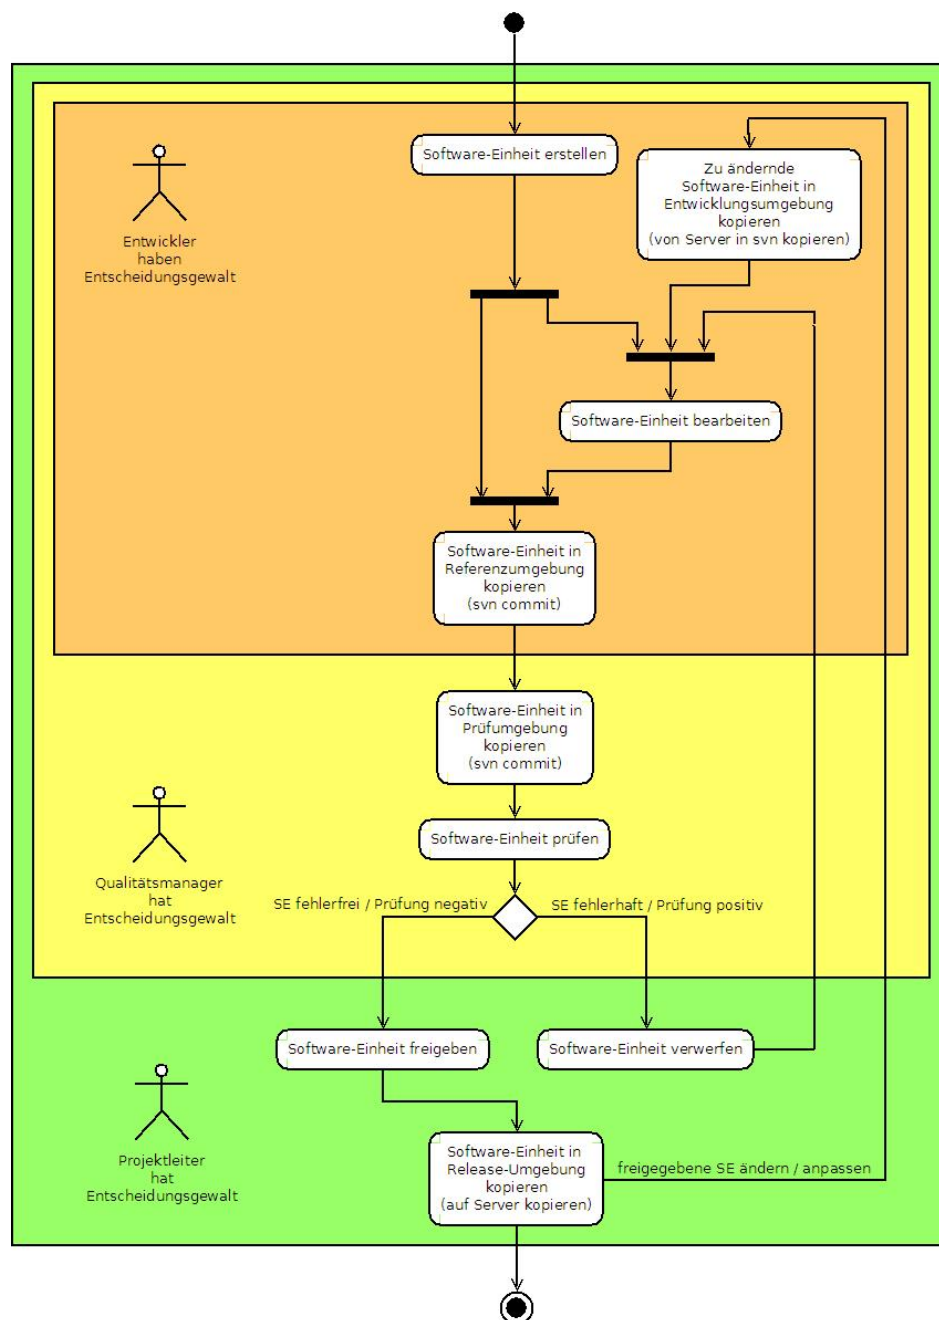 Software-Einheit erstellen
Zu ändernde
Software-Einheit in
Entwicklungsumgebung
kopieren
(von Server in svn kopieren)
Entwickler
haben
Entscheidungsgewalt
Software-Einheit bearbeiten
Software-Einheit in
Referenzumgebung
kopieren
(svn commit)
Software-Einheit in
Prüfumgebung
kopieren
(svn commit)
Software-Einheit prüfen
Qualitätsmanager
hat
Entscheidungsgewalt
SE fehlerfrei / Prüfung negativ
SE fehlerhaft / Prüfung positiv
Software-Einheit freigeben
Software-Einheit verwerfen
Projektleiter
hat
Entscheidungsgewalt
Software-Einheit in
Release-Umgebung
kopieren
(auf Server kopieren)
freigegebene SE ändern / anpassen